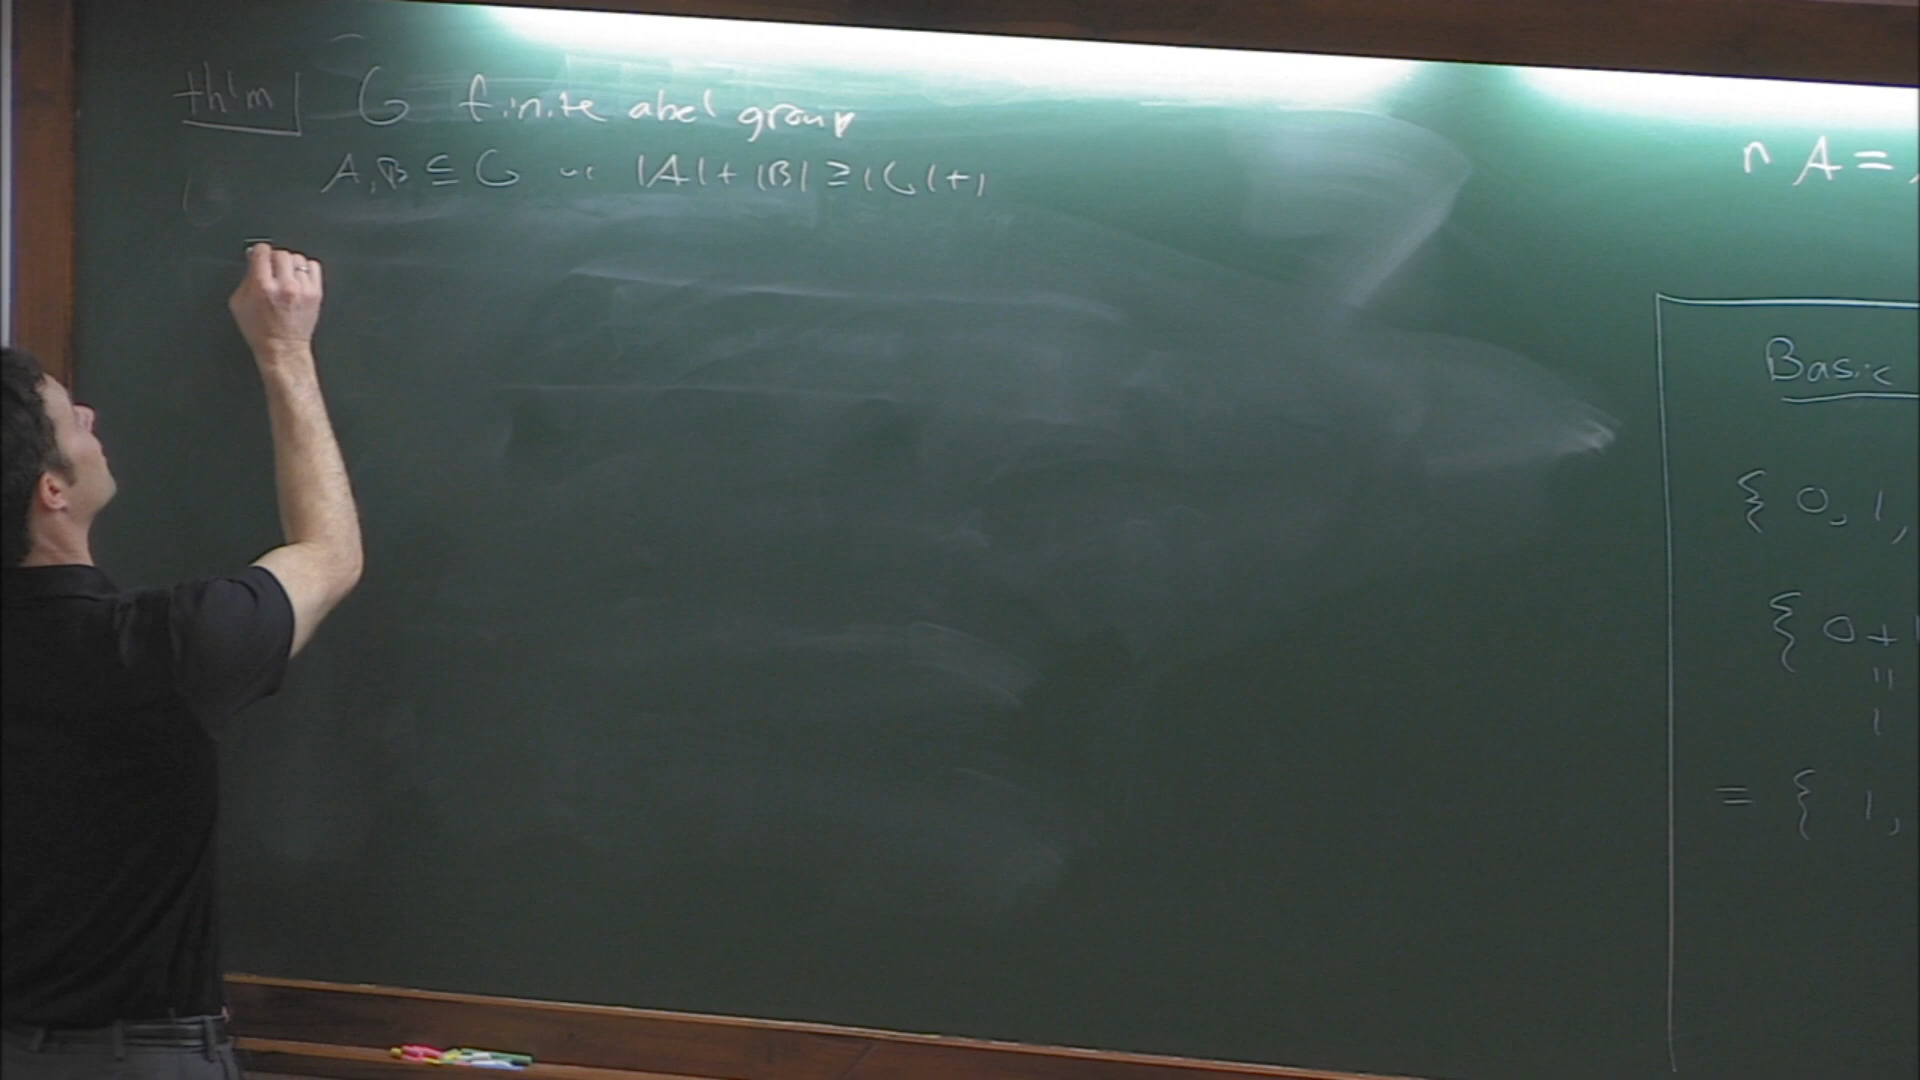 th'm G finite abel group
A, B ⊆ G w |A| + |B| ≥ |G| + 1
n A =
Basic
{ 0, 1,
{ 0 +
"
1
= { 1,